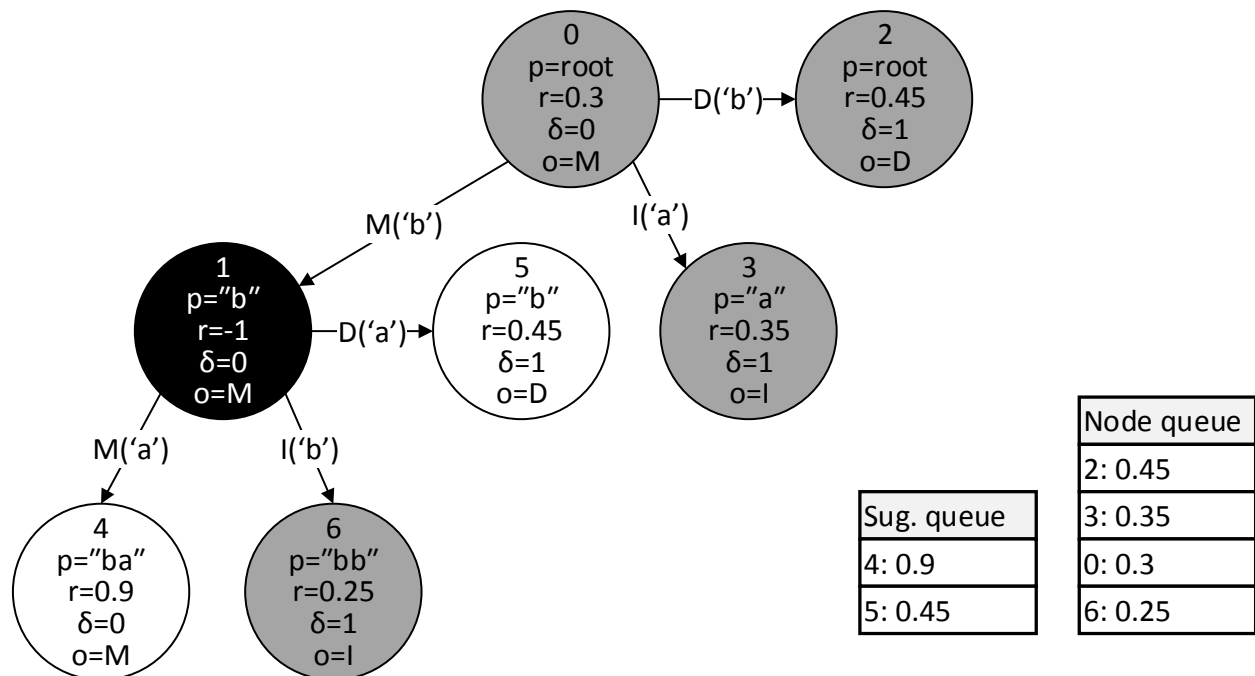 0
p=root
r=0.3
δ=0
o=M
D(‘b’)
2
p=root
r=0.45
δ=1
o=D
M(‘b’)
I(‘a’)
1
p=″b″
r=-1
δ=0
o=M
D(‘a’)
5
p=″b″
r=0.45
δ=1
o=D
3
p=″a″
r=0.35
δ=1
o=I
M(‘a’)
I(‘b’)
4
p=″ba″
r=0.9
δ=0
o=M
6
p=″bb″
r=0.25
δ=1
o=I
Sug. queue
4: 0.9
5: 0.45
Node queue
2: 0.45
3: 0.35
0: 0.3
6: 0.25